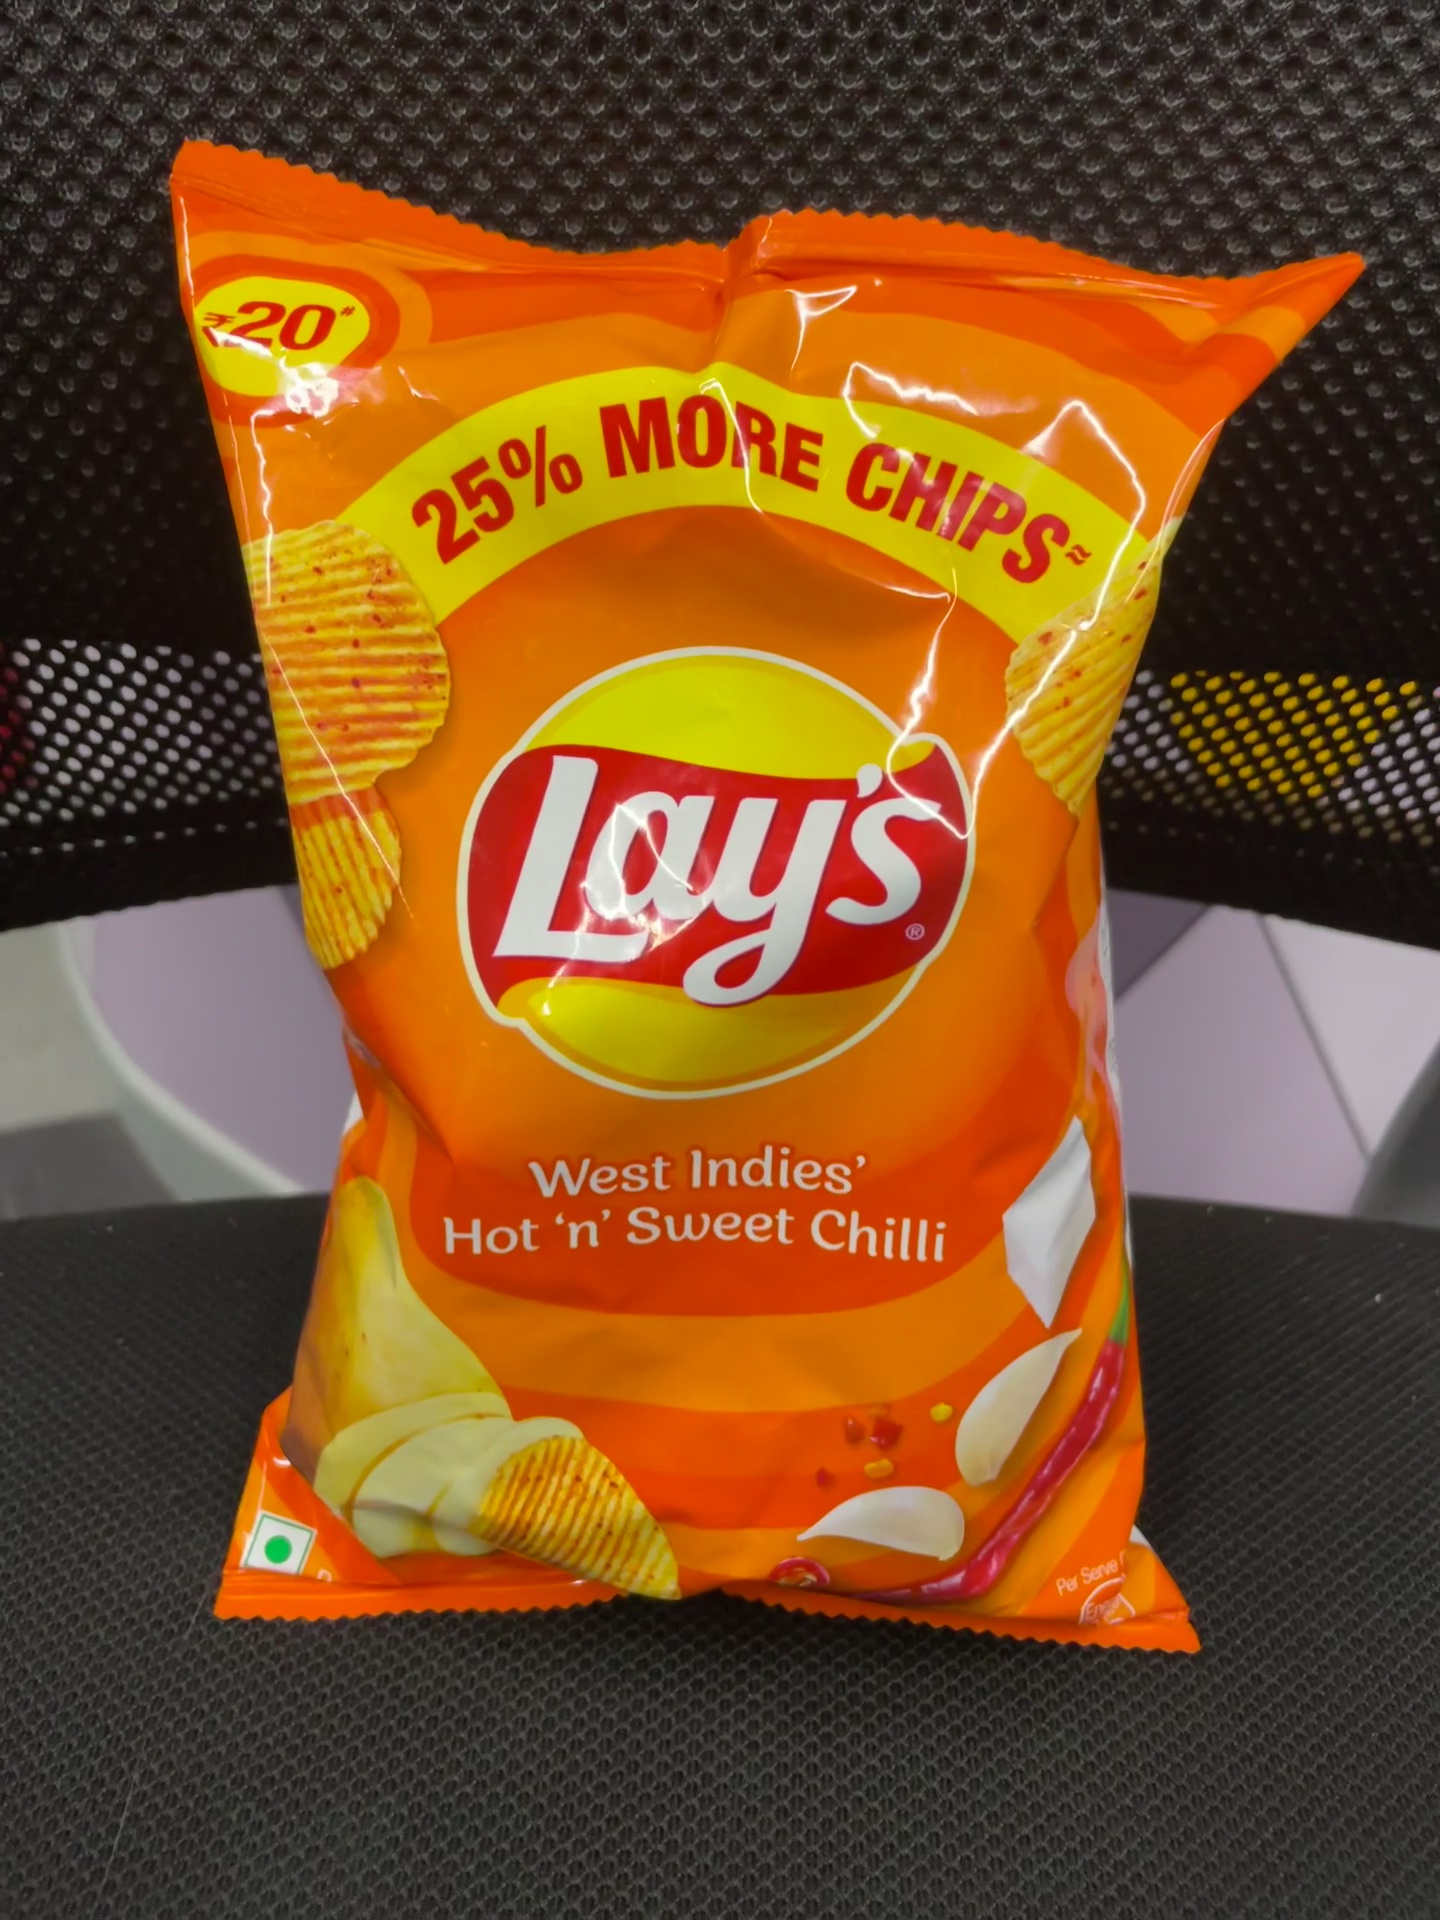 ₹20#
25% MORE CHIPS≈
Lay's®
West Indies'
Hot 'n' Sweet Chilli
Per Serve